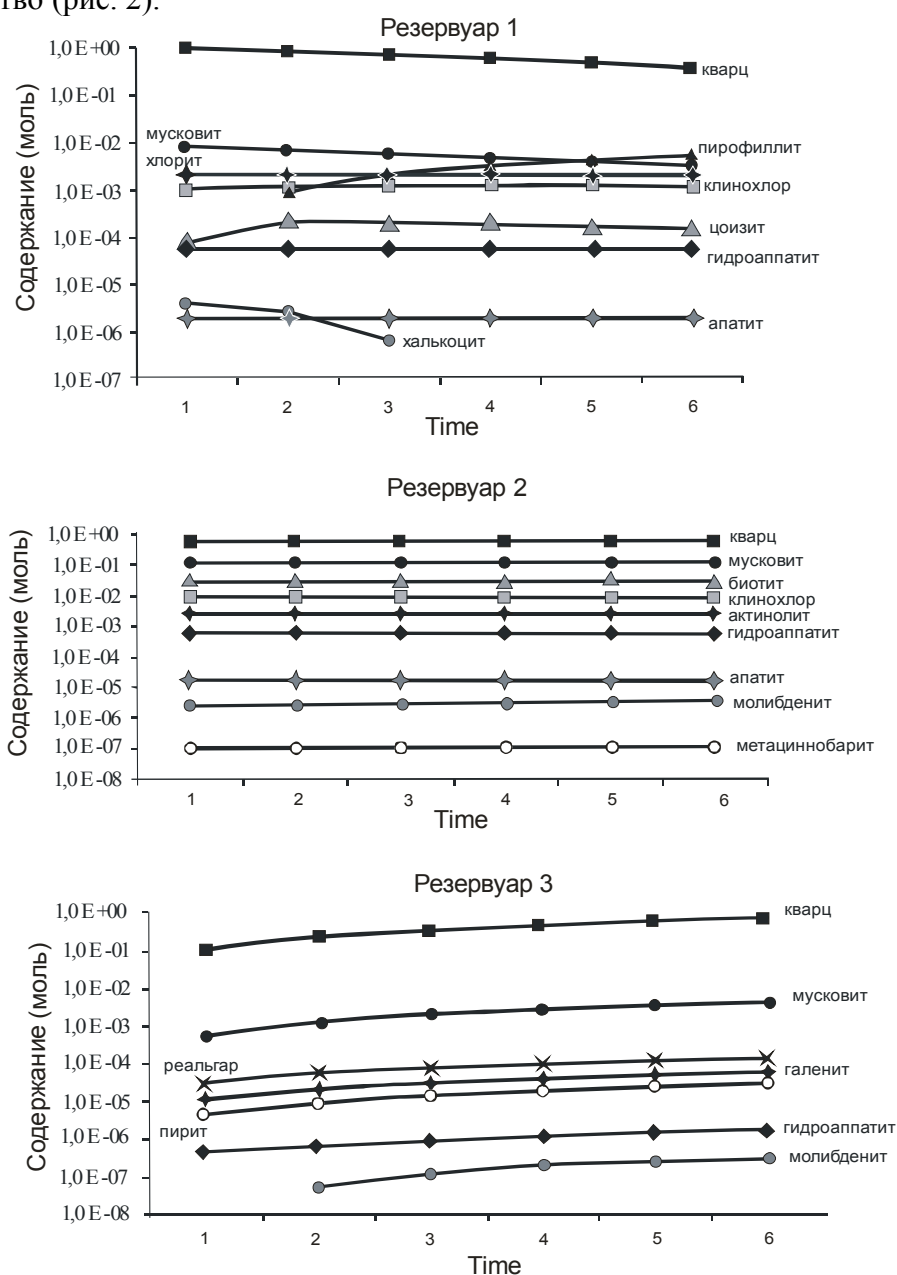 тво (рис. 2).
Резервуар 1
Содержание (моль)
1,0E+00
1,0E-01
1,0E-02
1,0E-03
1,0E-04
1,0E-05
1,0E-06
1,0E-07
кварц
мусковит
хлорит
пирофиллит
клинохлор
цоизит
гидроаппатит
апатит
халькоцит
1 2 3 4 5 6
Time
Резервуар 2
Содержание (моль)
1,0E+00
1,0E-01
1,0E-02
1,0E-03
1,0E-04
1,0E-05
1,0E-06
1,0E-07
1,0E-08
кварц
мусковит
биотит
клинохлор
актинолит
гидроаппатит
апатит
молибденит
метациннобарит
1 2 3 4 5 6
Time
Резервуар 3
Содержание (моль)
1,0E+00
1,0E-01
1,0E-02
1,0E-03
1,0E-04
1,0E-05
1,0E-06
1,0E-07
1,0E-08
кварц
мусковит
реальгар
галенит
пирит
гидроаппатит
молибденит
1 2 3 4 5 6
Time